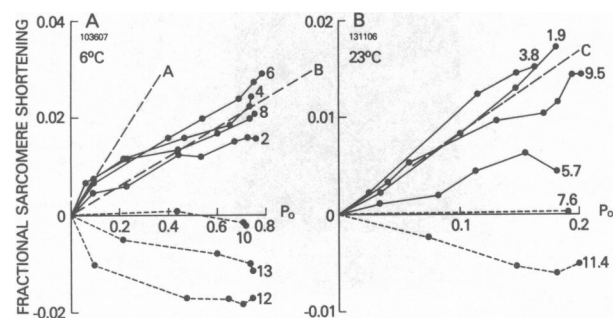 FRACTIONAL SARCOMERE SHORTENING
A
103607
6°C
0.04
0.02
0
-0.02
A
B
6
4
8
2
0.2
0.4
0.6
0.8
Po
10
13
12
B
131106
23°C
0.02
0.01
0
-0.01
1.9
3.8
C
9.5
5.7
7.6
0.1
0.2
Po
11.4